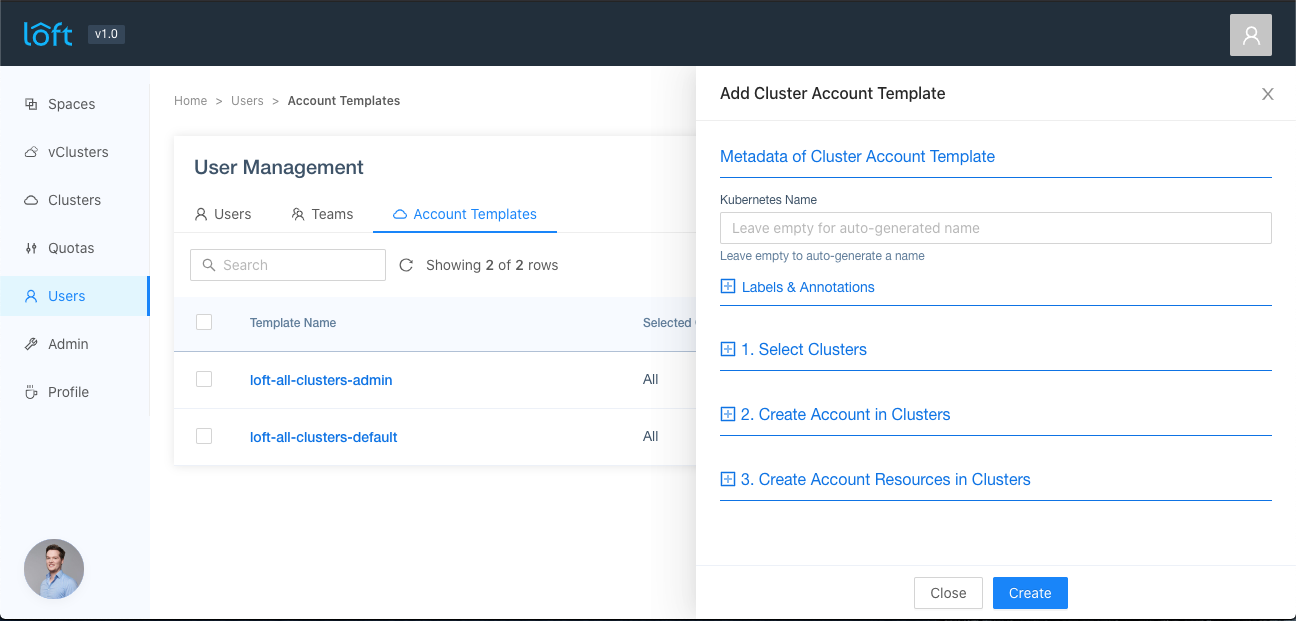 loft v1.0
Spaces
vClusters
Clusters
Quotas
Users
Admin
Profile
Home > Users > Account Templates
User Management
Users Teams Account Templates
Search Showing 2 of 2 rows
Template Name Selected
loft-all-clusters-admin All
loft-all-clusters-default All
Add Cluster Account Template
Metadata of Cluster Account Template
Kubernetes Name
Leave empty for auto-generated name
Leave empty to auto-generate a name
Labels & Annotations
1. Select Clusters
2. Create Account in Clusters
3. Create Account Resources in Clusters
Close Create